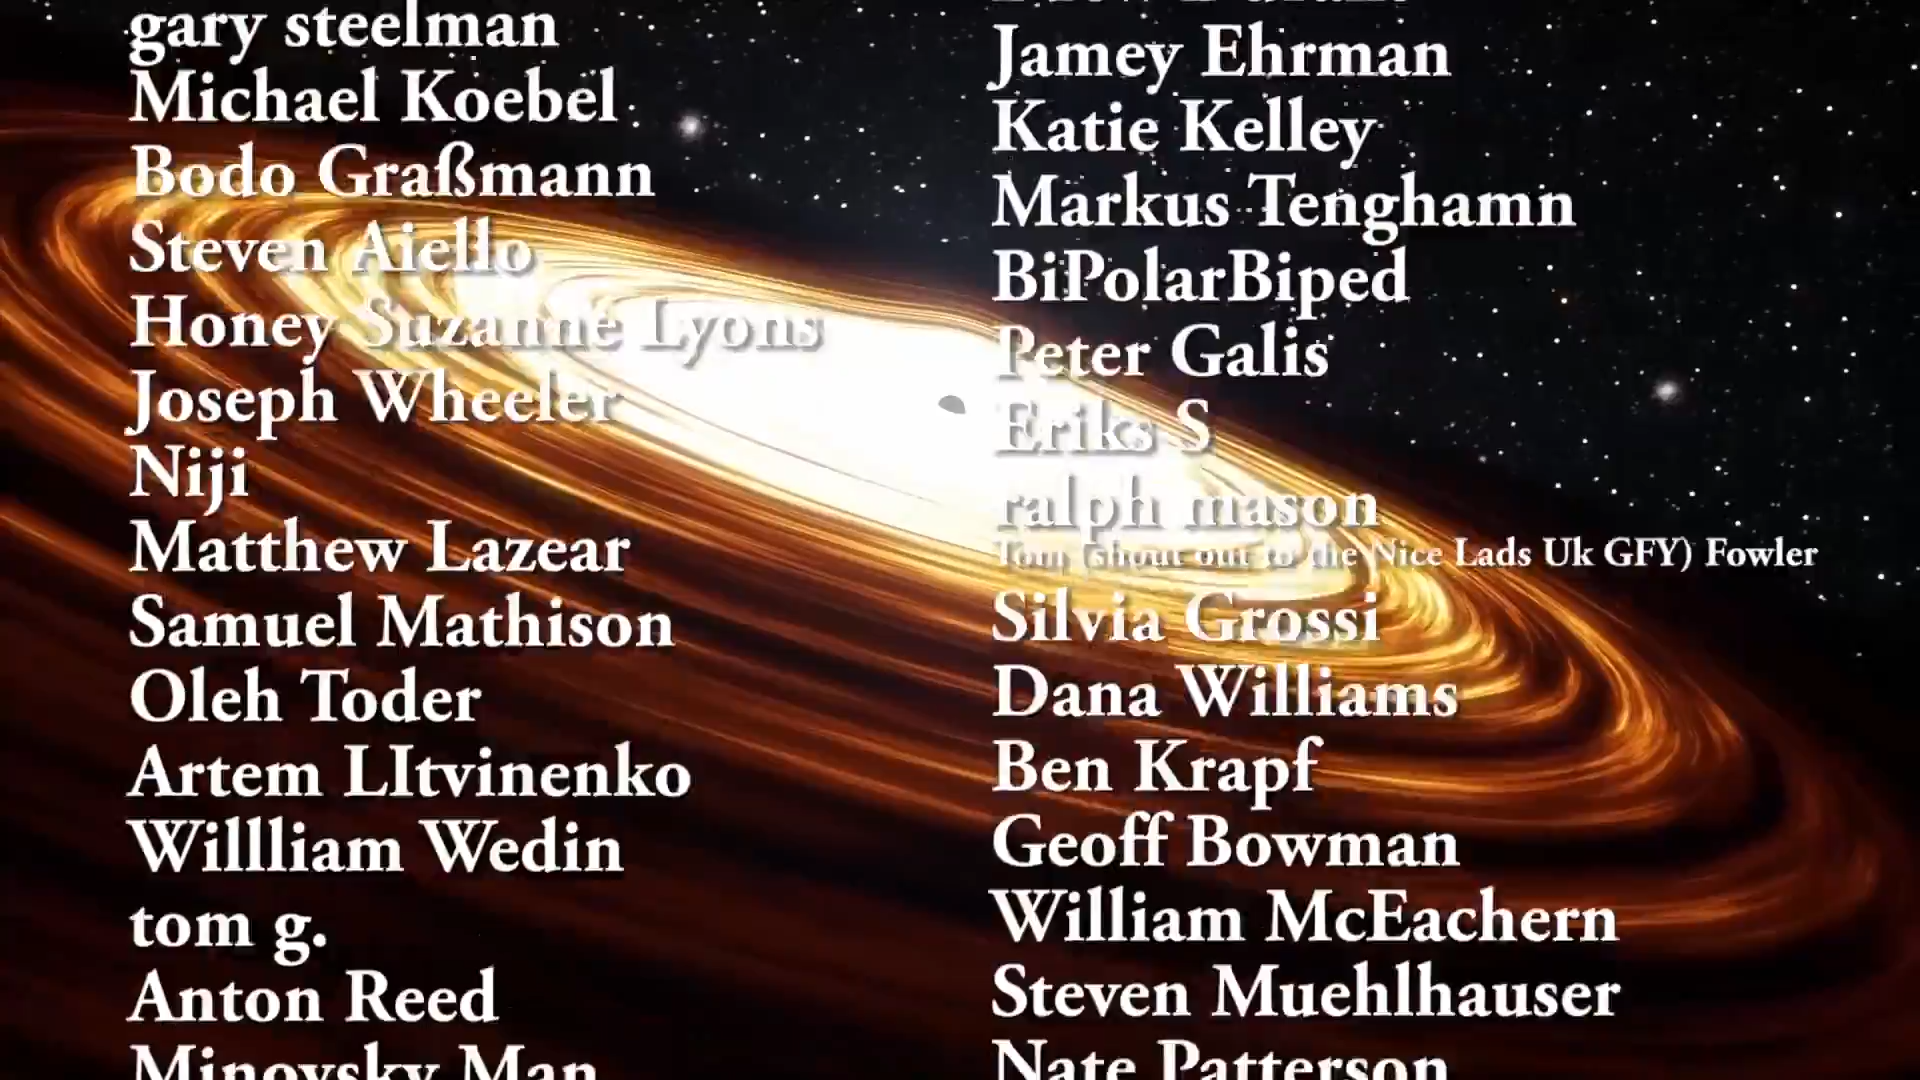 gary steelman
Michael Koebel
Bodo Graßmann
Steven Aiello
Honey Suzanne Lyons
Joseph Wheeler
Niji
Matthew Lazear
Samuel Mathison
Oleh Toder
Artem LItvinenko
Willliam Wedin
tom g.
Anton Reed
Minovsky Man
Jamey Ehrman
Katie Kelley
Markus Tenghamn
BiPolarBiped
Peter Galis
Eriks S
ralph mason
Tom (shout out to the Nice Lads Uk GFY) Fowler
Silvia Grossi
Dana Williams
Ben Krapf
Geoff Bowman
William McEachern
Steven Muehlhauser
Nate Patterson